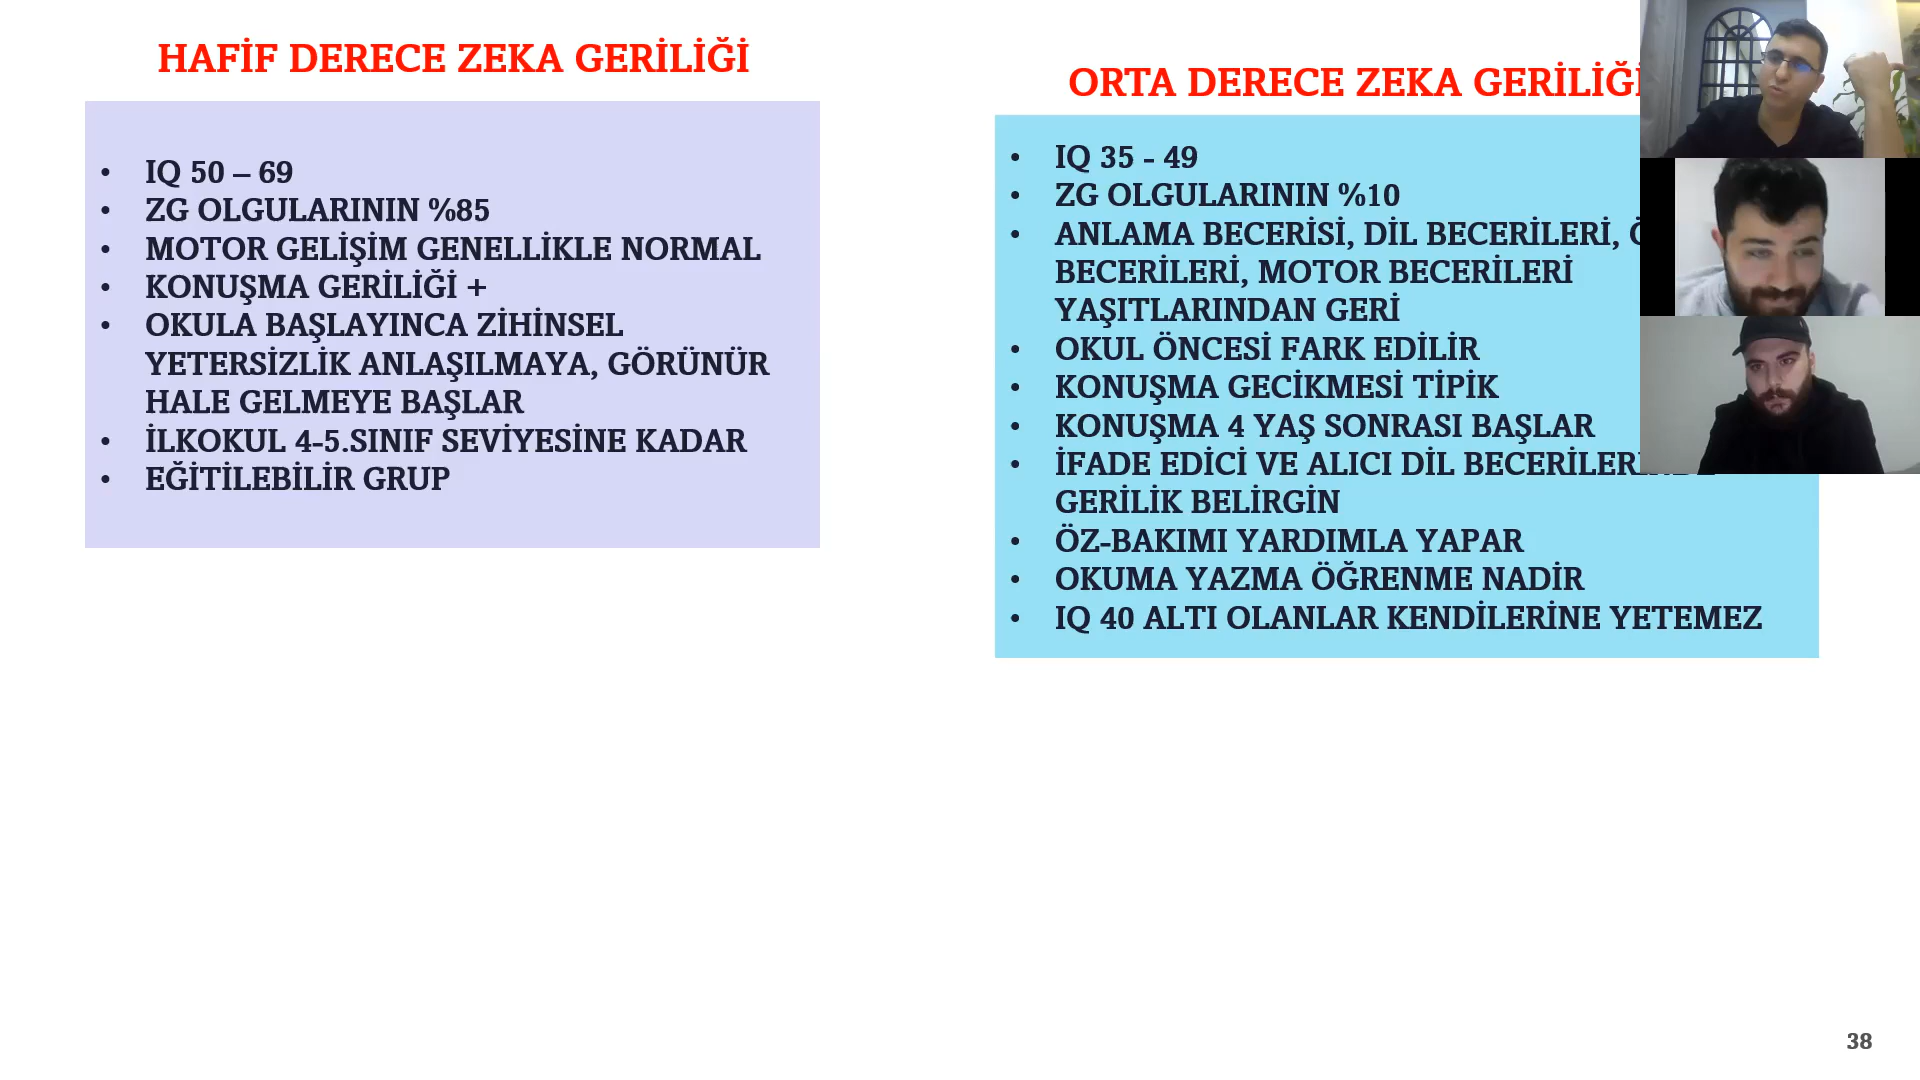 HAFİF DERECE ZEKA GERİLİĞİ
• IQ 50 – 69
• ZG OLGULARININ %85
• MOTOR GELİŞİM GENELLİKLE NORMAL
• KONUŞMA GERİLİĞİ +
• OKULA BAŞLAYINCA ZİHİNSEL
YETERSİZLİK ANLAŞILMAYA, GÖRÜNÜR
HALE GELMEYE BAŞLAR
• İLKOKUL 4-5.SINIF SEVİYESİNE KADAR
• EĞİTİLEBİLİR GRUP
ORTA DERECE ZEKA GERİLİĞİ
• IQ 35 - 49
• ZG OLGULARININ %10
• ANLAMA BECERİSİ, DİL BECERİLERİ,
BECERİLERİ, MOTOR BECERİLERİ
YAŞITLARINDAN GERİ
• OKUL ÖNCESİ FARK EDİLİR
• KONUŞMA GECİKMESİ TİPİK
• KONUŞMA 4 YAŞ SONRASI BAŞLAR
• İFADE EDİCİ VE ALICI DİL BECERİLERİNDE
GERİLİK BELİRGİN
• ÖZ-BAKIMI YARDIMLA YAPAR
• OKUMA YAZMA ÖĞRENME NADİR
• IQ 40 ALTI OLANLAR KENDİLERİNE YETEMEZ
38